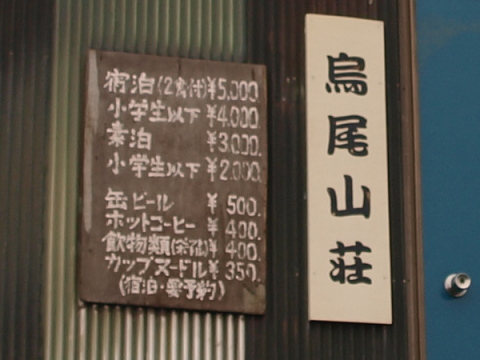 宿泊(2食付)¥5,000.
小学生以下 ¥4,000.
素泊 ¥3,000.
小学生以下 ¥2,000.
缶ビール ¥ 500.
ホットコーヒー ¥ 400.
飲物類(茶.稲) ¥400.
カップヌードル ¥ 350.
(宿泊・要予約)
烏尾山荘